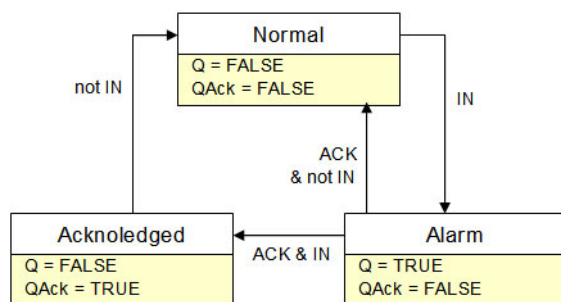 Normal
Q = FALSE
QAck = FALSE
not IN
IN
ACK
& not IN
Acknoledged
Q = FALSE
QAck = TRUE
ACK & IN
Alarm
Q = TRUE
QAck = FALSE